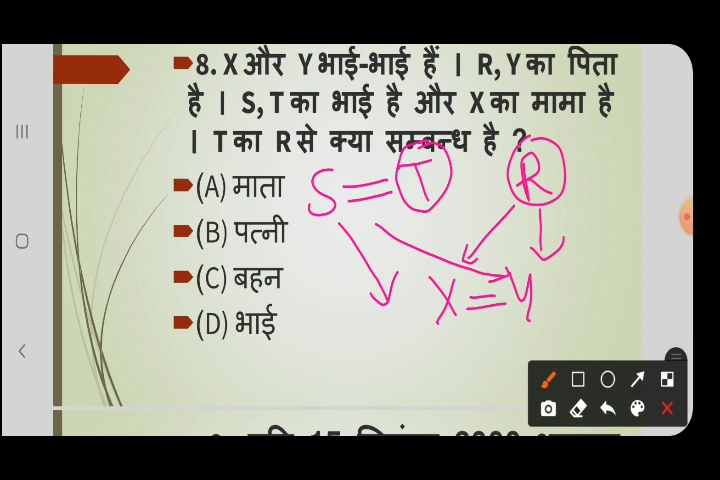 8. X और Y भाई-भाई हैं । R, Y का पिता
है । S, T का भाई है और X का मामा है
। T का R से क्या सम्बन्ध है ?
(A) माता
(B) पत्नी
(C) बहन
(D) भाई
S = T R
X = Y